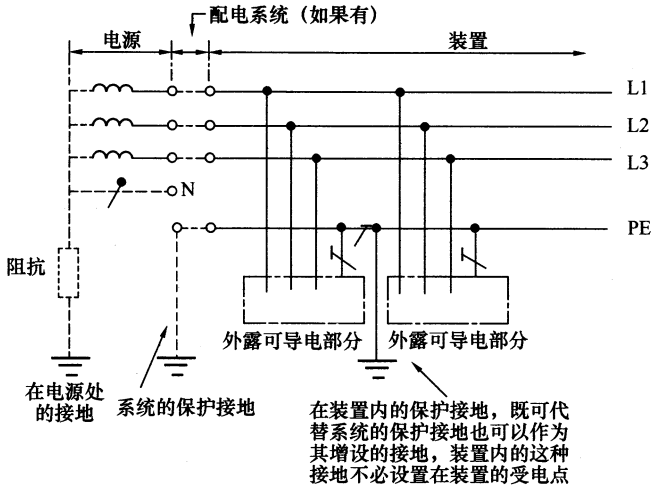 配电系统（如果有）
电源
装置
L1
L2
L3
N
PE
阻抗
外露可导电部分
外露可导电部分
在电源处
的接地
系统的保护接地
在装置内的保护接地，既可代
替系统的保护接地也可以作为
其增设的接地，装置内的这种
接地不必设置在装置的受电点